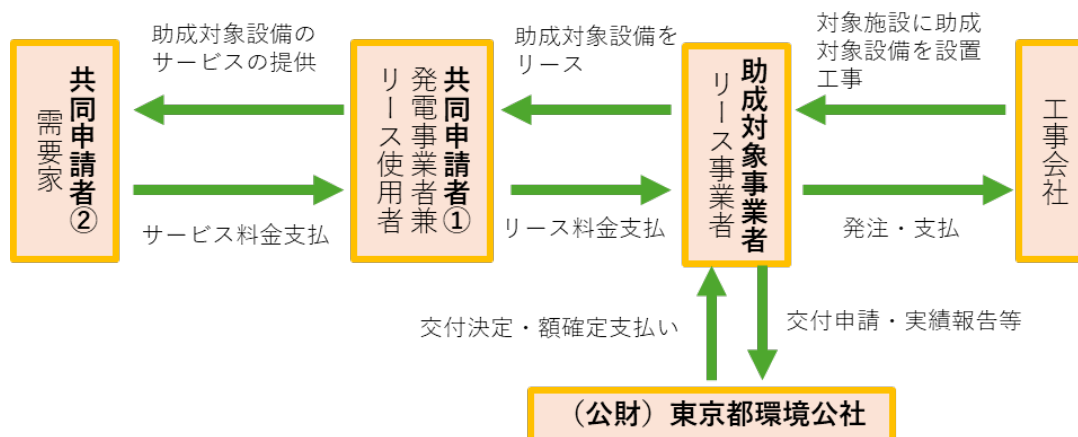 助成対象設備の
サービスの提供
助成対象設備を
リース
対象施設に助成
対象設備を設置
工事
共同申請者②
需要家
共同申請者①
発電事業者兼
リース使用者
助成対象事業者
リース事業者
工事会社
サービス料金支払
リース料金支払
発注・支払
交付決定・額確定支払い
交付申請・実績報告等
（公財）東京都環境公社